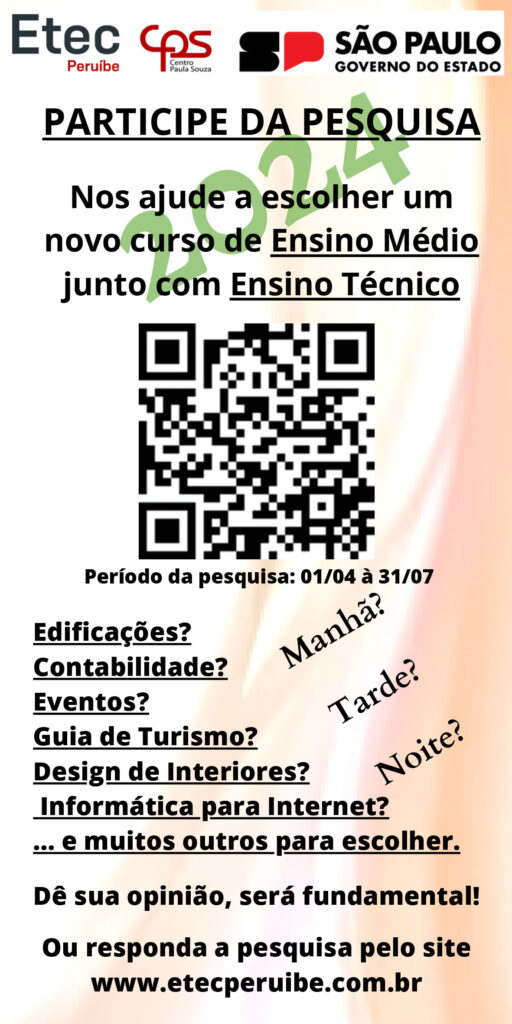 Etec
Peruíbe
CPS
Centro
Paula Souza
SP
SÃO PAULO
GOVERNO DO ESTADO
PARTICIPE DA PESQUISA
2024
Nos ajude a escolher um
novo curso de Ensino Médio
junto com Ensino Técnico
Período da pesquisa: 01/04 à 31/07
Edificações?
Contabilidade?
Eventos?
Guia de Turismo?
Design de Interiores?
Informática para Internet?
... e muitos outros para escolher.
Manhã?
Tarde?
Noite?
Dê sua opinião, será fundamental!
Ou responda a pesquisa pelo site
www.etecperuibe.com.br